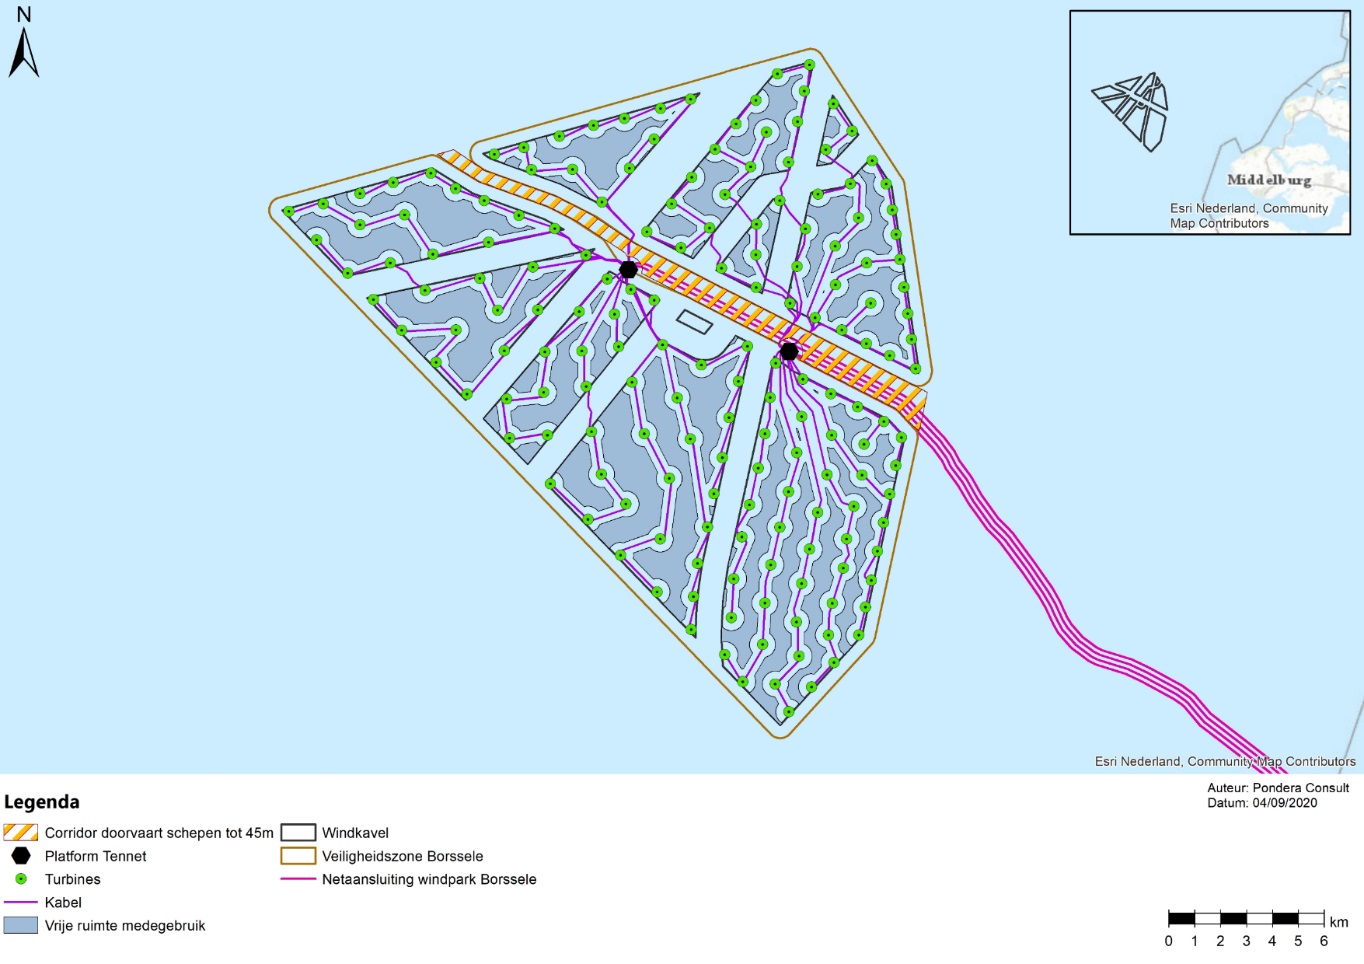 N
Middelburg
Esri Nederland, Community
Map Contributors
Esri Nederland, Community Map Contributors
Auteur: Pondera Consult
Datum: 04/09/2020
Legenda
Corridor doorvaart schepen tot 45m
Platform Tennet
Turbines
Kabel
Vrije ruimte medegebruik
Windkavel
Veiligheidszone Borssele
Netaansluiting windpark Borssele
km
0 1 2 3 4 5 6